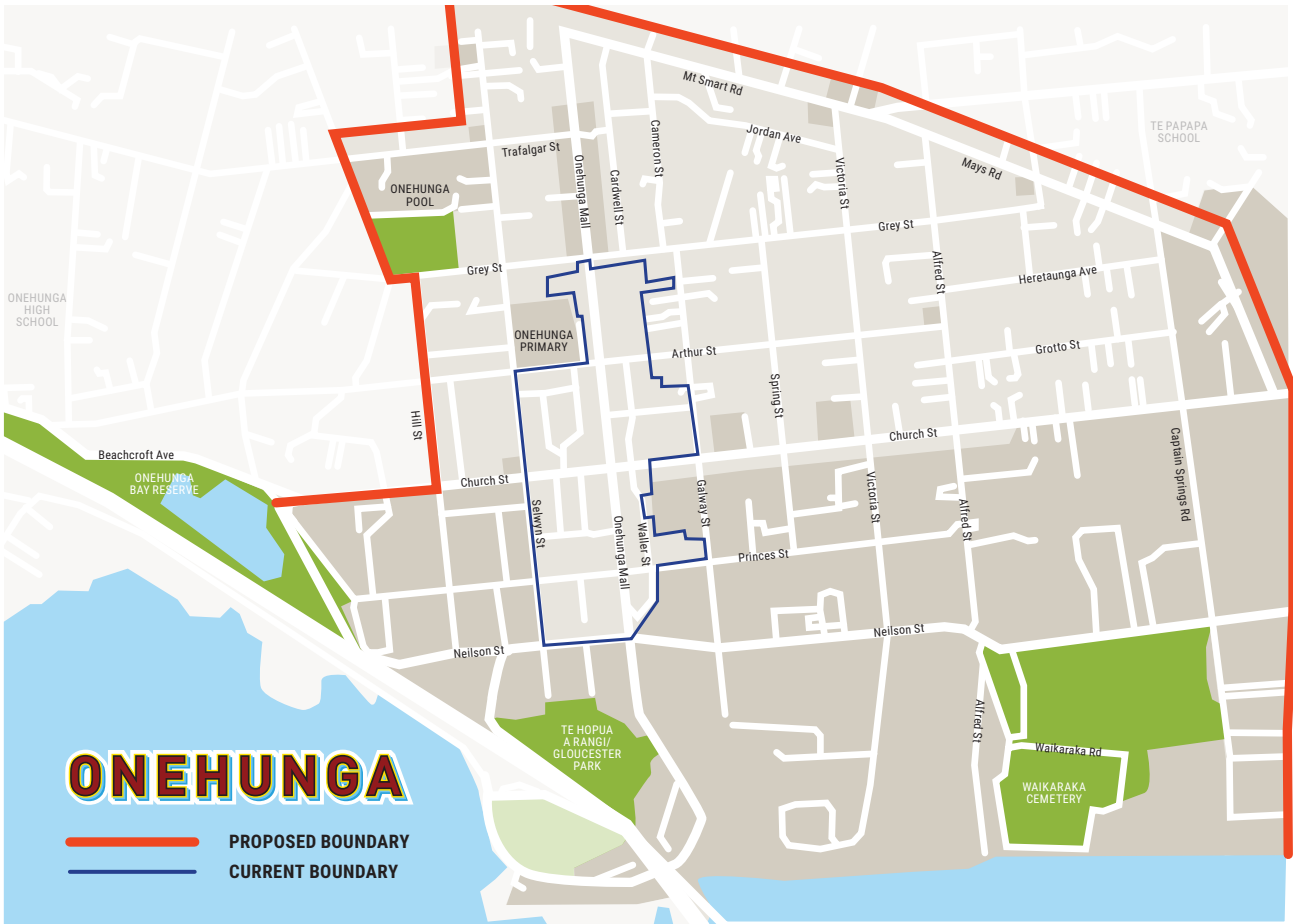 Mt Smart Rd
TE PAPAPA
SCHOOL
Jordan Ave
Cameron St
Trafalgar St
Mays Rd
Victoria St
Onehunga Mall
Cardwell St
ONEHUNGA
POOL
Grey St
Grey St
Alfred St
Heretaunga Ave
ONEHUNGA
HIGH
SCHOOL
ONEHUNGA
PRIMARY
Arthur St
Grotto St
Spring St
Hill St
Church St
Beachcroft Ave
ONEHUNGA
BAY RESERVE
Church St
Captain Springs Rd
Selwyn St
Galway St
Victoria St
Alfred St
Onehunga Mall
Waller St
Princes St
Neilson St
Neilson St
Alfred St
TE HOPUA
A RANGI/
GLOUCESTER
PARK
Waikaraka Rd
WAIKARAKA
CEMETERY
ONEHUNGA
PROPOSED BOUNDARY
CURRENT BOUNDARY